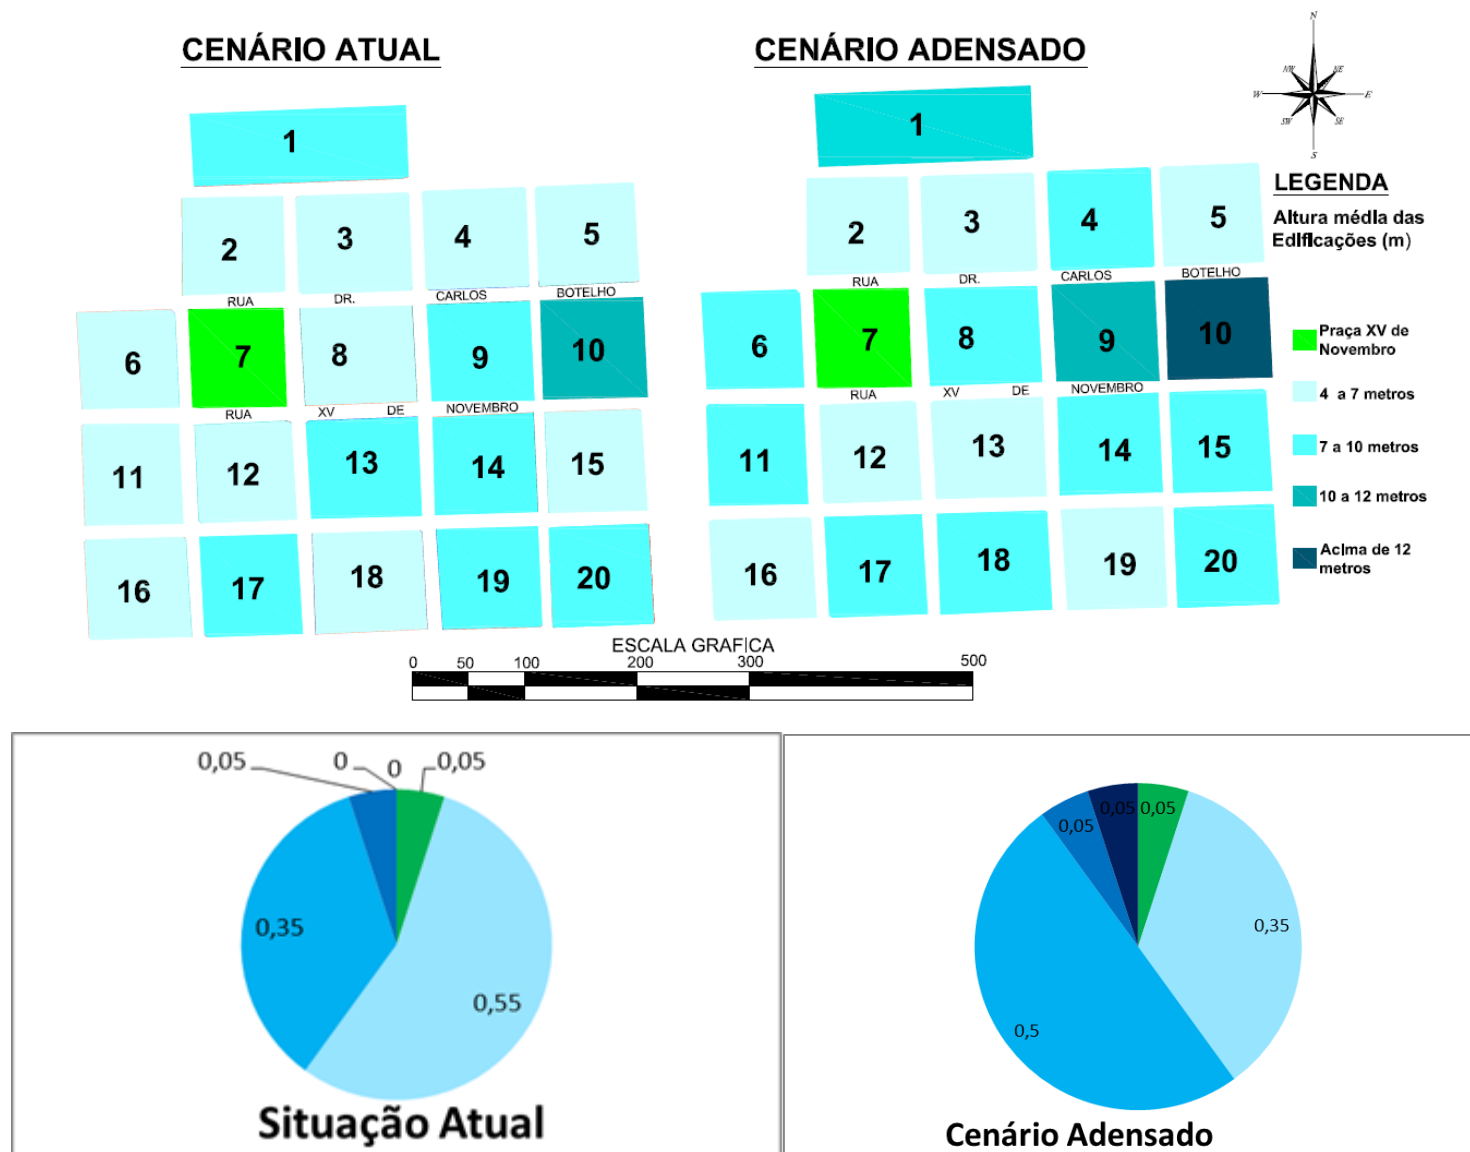 CENÁRIO ATUAL
CENÁRIO ADENSADO
N
NW
NE
W
E
SW
SE
S
1
2
3
4
5
RUA DR. CARLOS BOTELHO
6
7
8
9
10
RUA XV DE NOVEMBRO
11
12
13
14
15
16
17
18
19
20
1
2
3
4
5
RUA DR. CARLOS BOTELHO
6
7
8
9
10
RUA XV DE NOVEMBRO
11
12
13
14
15
16
17
18
19
20
LEGENDA
Altura média das
Edificações (m)
Praça XV de
Novembro
4 a 7 metros
7 a 10 metros
10 a 12 metros
Acima de 12
metros
ESCALA GRAFICA
0 50 100 200 300 500
0,05
0
0
0,05
0,35
0,55
Situação Atual
0,05
0,05
0,05
0,35
0,5
Cenário Adensado